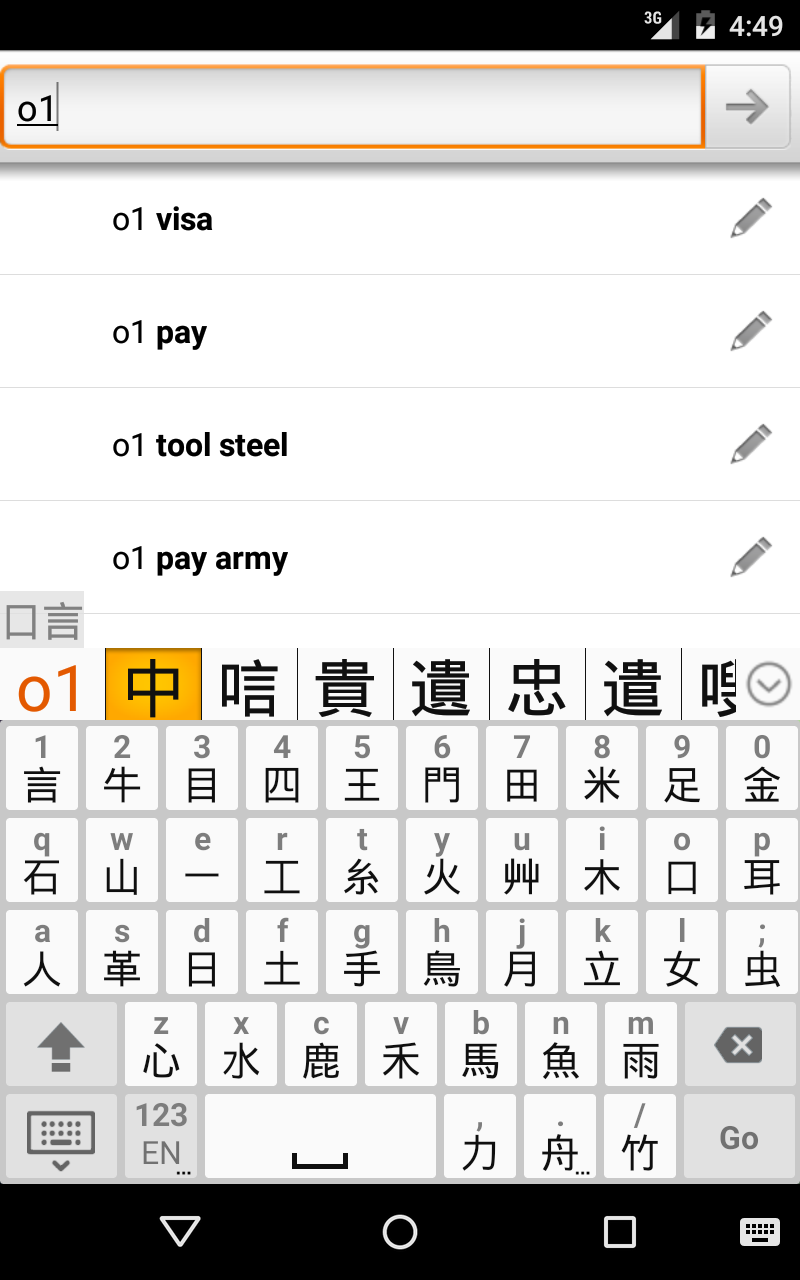 3G 4:49
o1
o1 visa
o1 pay
o1 tool steel
o1 pay army
口言
o1 中 唁 貴 遺 忠 遣
1 2 3 4 5 6 7 8 9 0
言 牛 目 四 王 門 田 米 足 金
q w e r t y u i o p
石 山 一 工 糸 火 艸 木 口 耳
a s d f g h j k l ;
人 革 日 土 手 鳥 月 立 女 虫
z x c v b n m
心 水 鹿 禾 馬 魚 雨
123 , . /
EN... 力 舟... 竹 Go